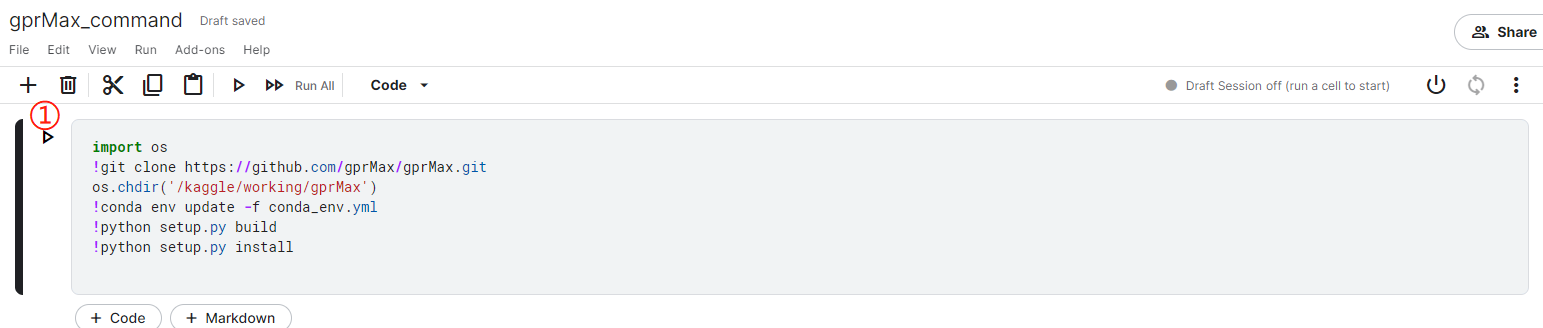 gprMax_command Draft saved
File Edit View Run Add-ons Help
Share
Run All Code Draft Session off (run a cell to start)
①
import os
!git clone https://github.com/gprMax/gprMax.git
os.chdir('/kaggle/working/gprMax')
!conda env update -f conda_env.yml
!python setup.py build
!python setup.py install
+ Code + Markdown